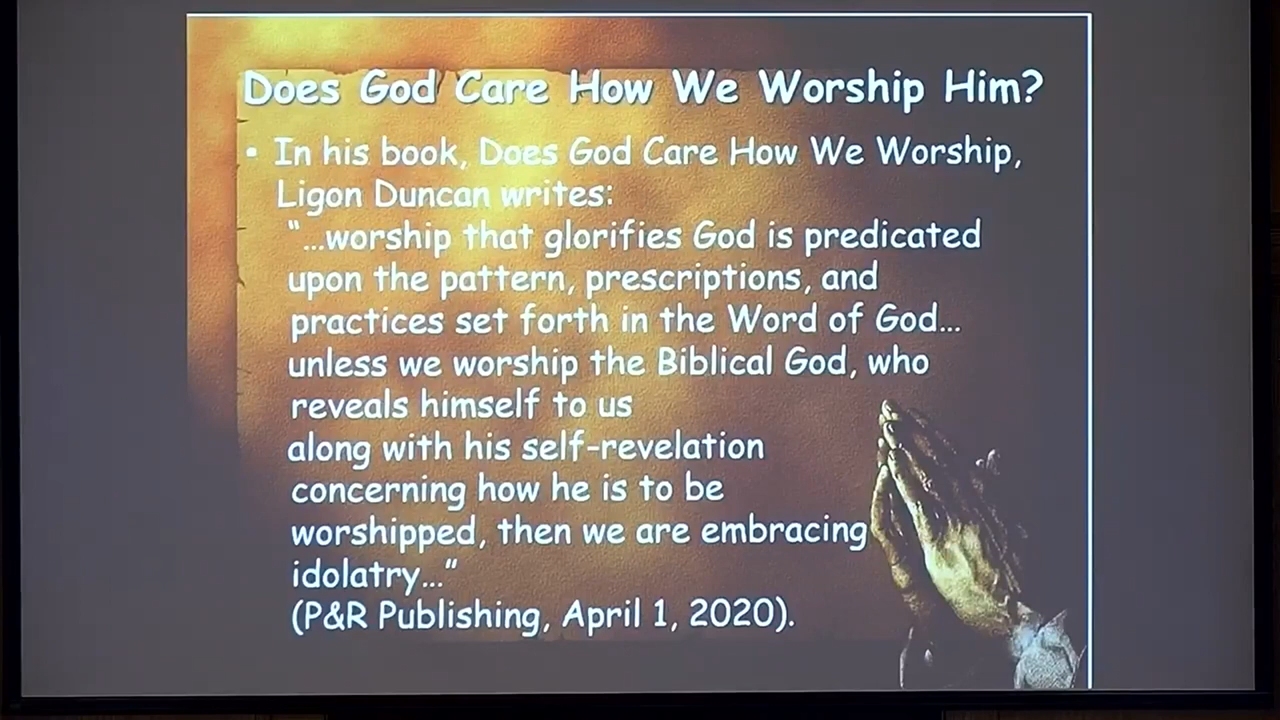 Does God Care How We Worship Him?
• In his book, Does God Care How We Worship,
Ligon Duncan writes:
“…worship that glorifies God is predicated
upon the pattern, prescriptions, and
practices set forth in the Word of God…
unless we worship the Biblical God, who
reveals himself to us
along with his self-revelation
concerning how he is to be
worshipped, then we are embracing
idolatry…”
(P&R Publishing, April 1, 2020).